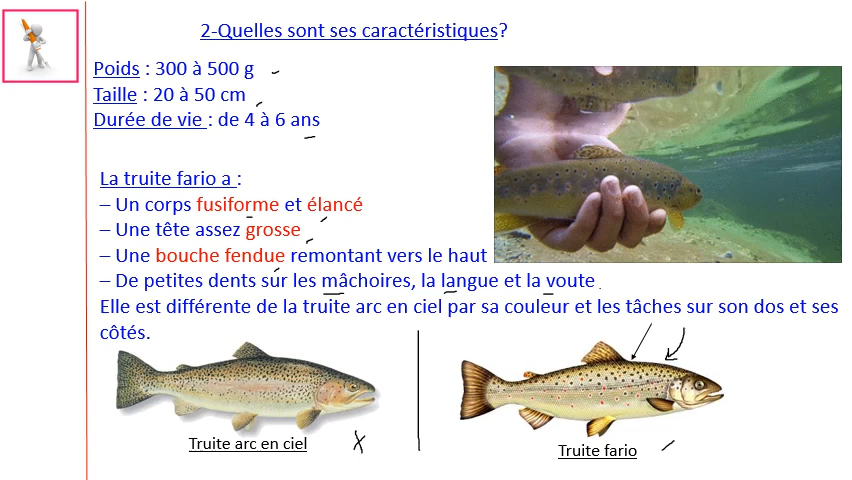 2-Quelles sont ses caractéristiques?
Poids : 300 à 500 g
Taille : 20 à 50 cm
Durée de vie : de 4 à 6 ans
La truite fario a :
– Un corps fusiforme et élancé
– Une tête assez grosse
– Une bouche fendue remontant vers le haut
– De petites dents sur les mâchoires, la langue et la voute
Elle est différente de la truite arc en ciel par sa couleur et les tâches sur son dos et ses
côtés.
Truite arc en ciel
Truite fario